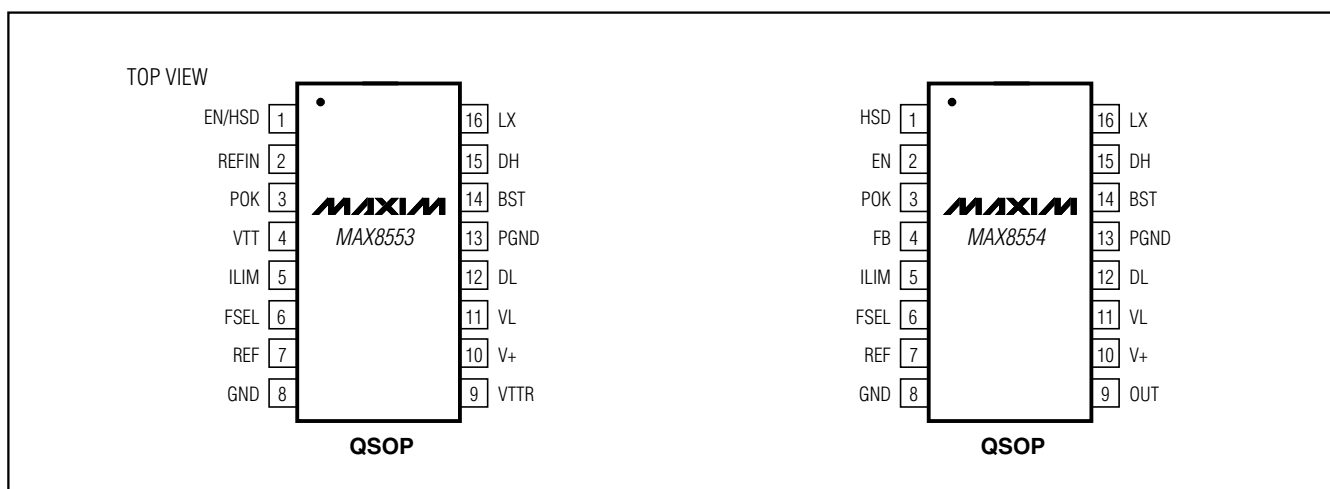 TOP VIEW
EN/HSD 1
REFIN 2
POK 3
VTT 4
ILIM 5
FSEL 6
REF 7
GND 8
MAXIM
MAX8553
16 LX
15 DH
14 BST
13 PGND
12 DL
11 VL
10 V+
9 VTTR
QSOP
HSD 1
EN 2
POK 3
FB 4
ILIM 5
FSEL 6
REF 7
GND 8
MAXIM
MAX8554
16 LX
15 DH
14 BST
13 PGND
12 DL
11 VL
10 V+
9 OUT
QSOP